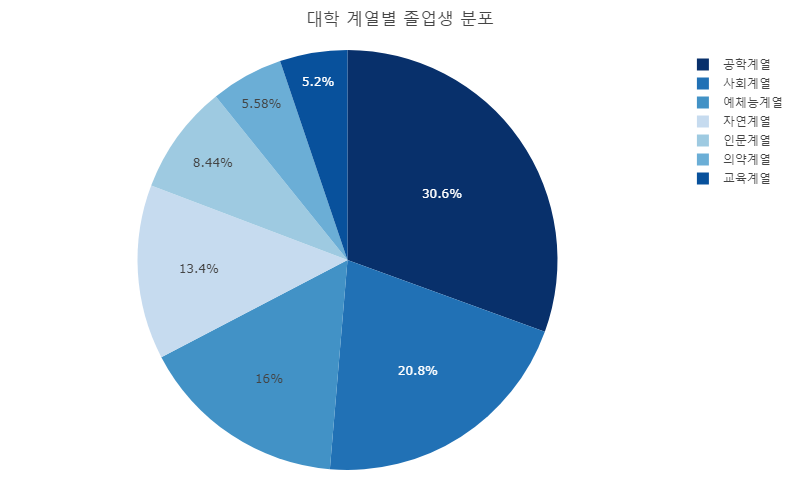 대학 계열별 졸업생 분포
공학계열
사회계열
예체능계열
자연계열
인문계열
의약계열
교육계열
30.6%
20.8%
16%
13.4%
8.44%
5.58%
5.2%